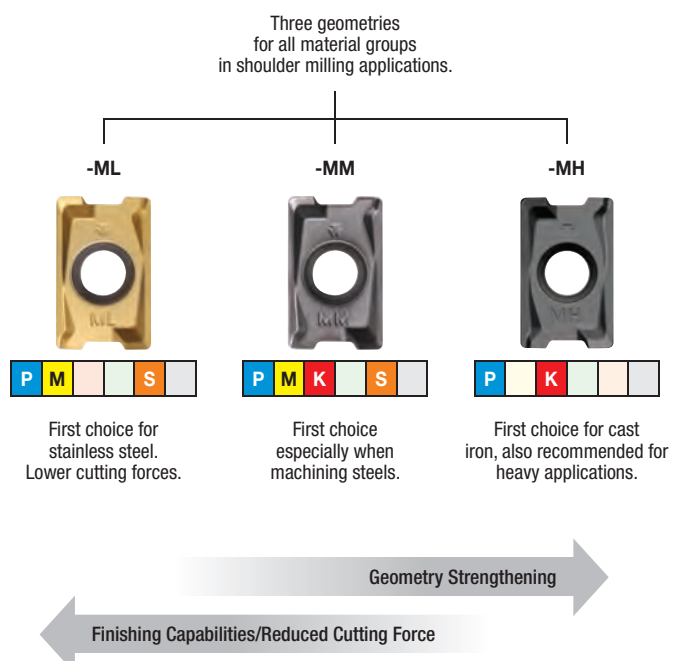 Three geometries
for all material groups
in shoulder milling applications.
-ML
-MM
-MH
ML
MM
MH
P M S
P M K S
P K
First choice for
stainless steel.
Lower cutting forces.
First choice
especially when
machining steels.
First choice for cast
iron, also recommended for
heavy applications.
Geometry Strengthening
Finishing Capabilities/Reduced Cutting Force